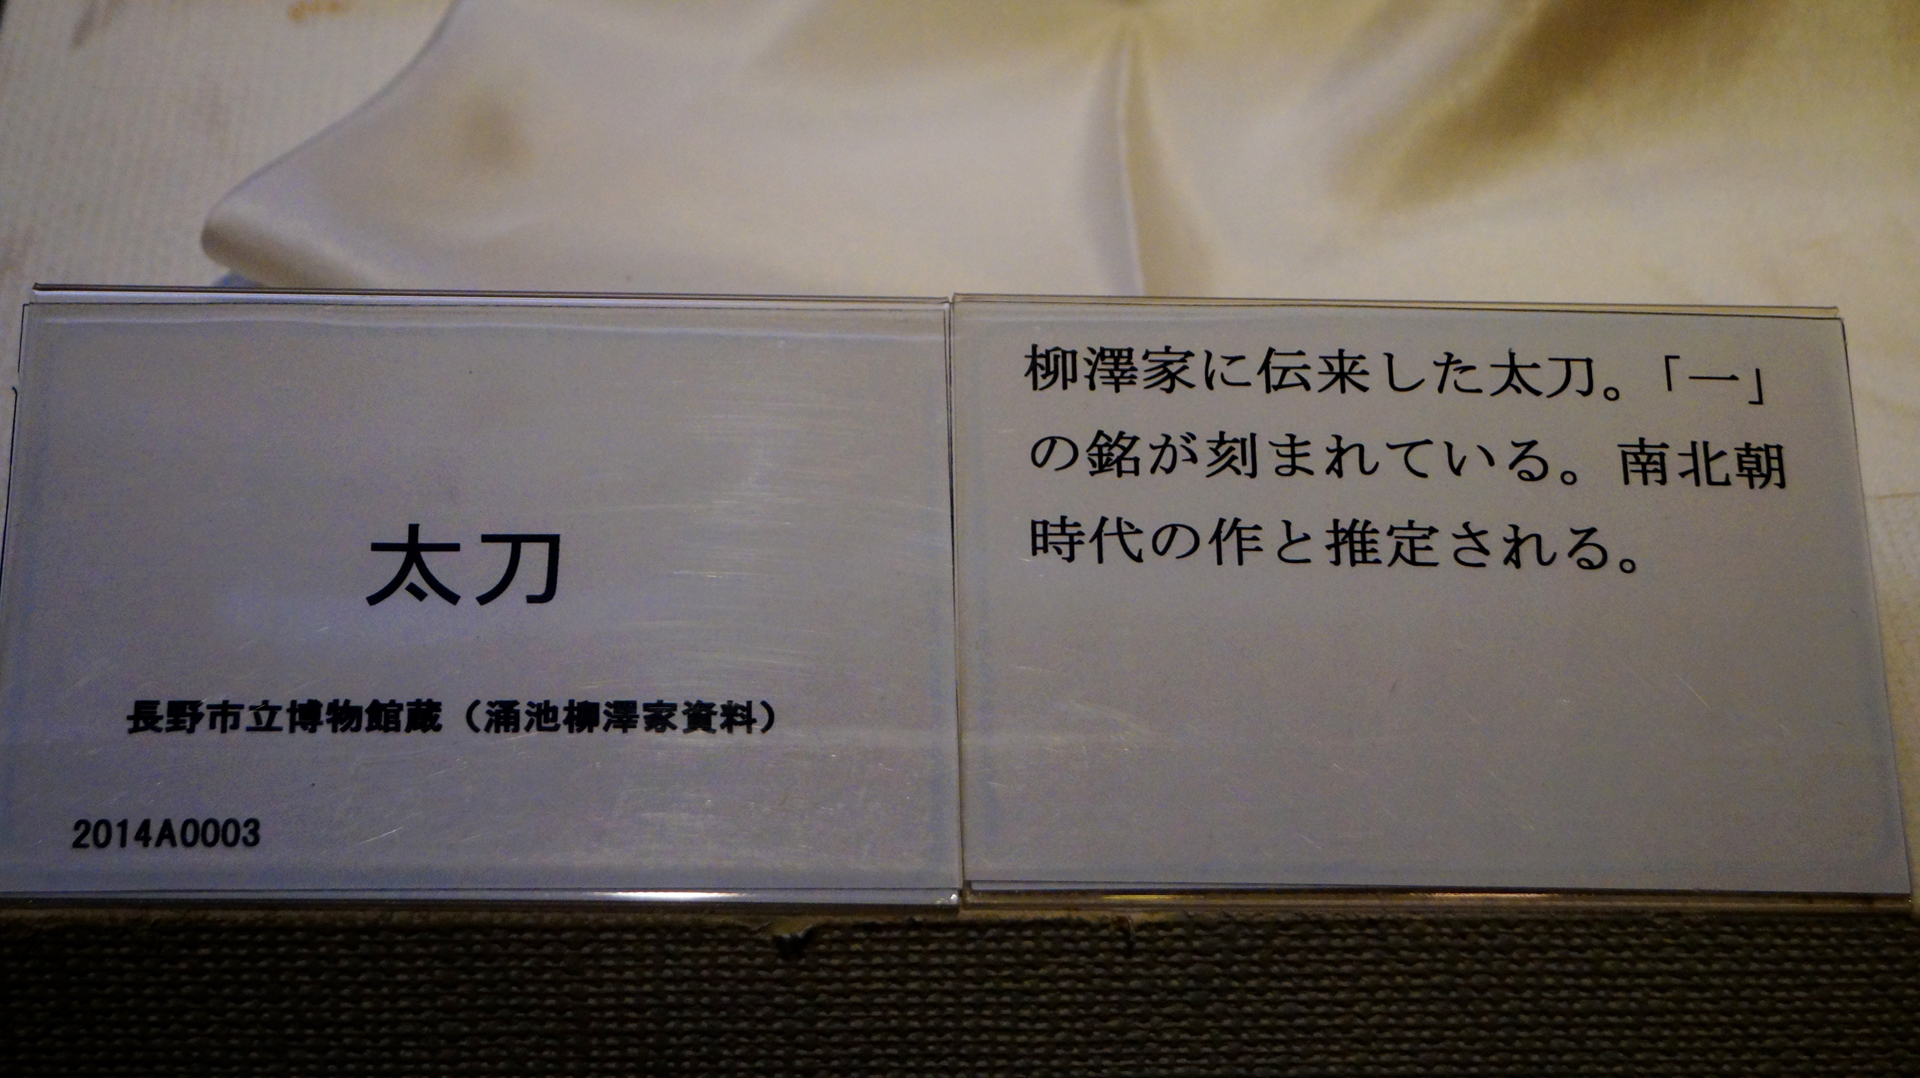 太刀
長野市立博物館蔵（涌池柳澤家資料）
2014A0003
柳澤家に伝来した太刀。「一」
の銘が刻まれている。南北朝
時代の作と推定される。